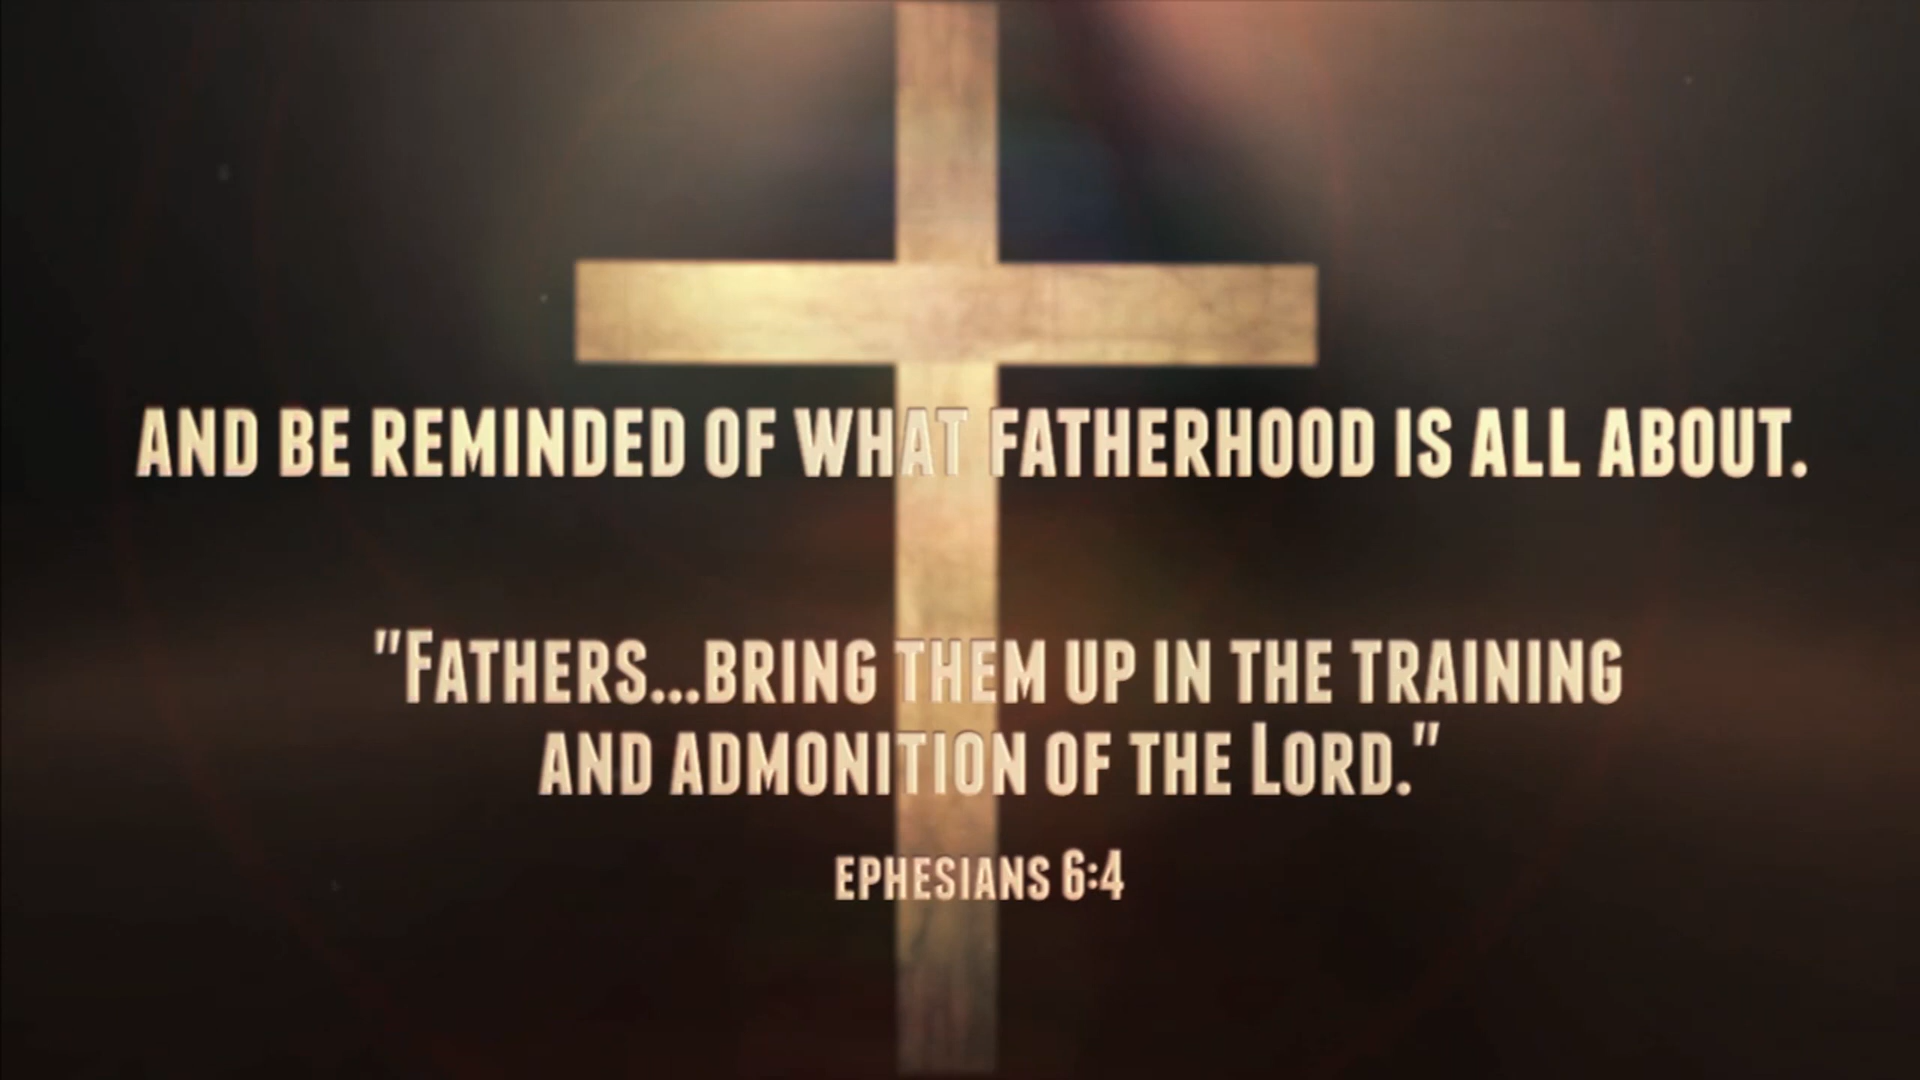 AND BE REMINDED OF WHAT FATHERHOOD IS ALL ABOUT.
"FATHERS...BRING THEM UP IN THE TRAINING
AND ADMONITION OF THE LORD."
EPHESIANS 6:4